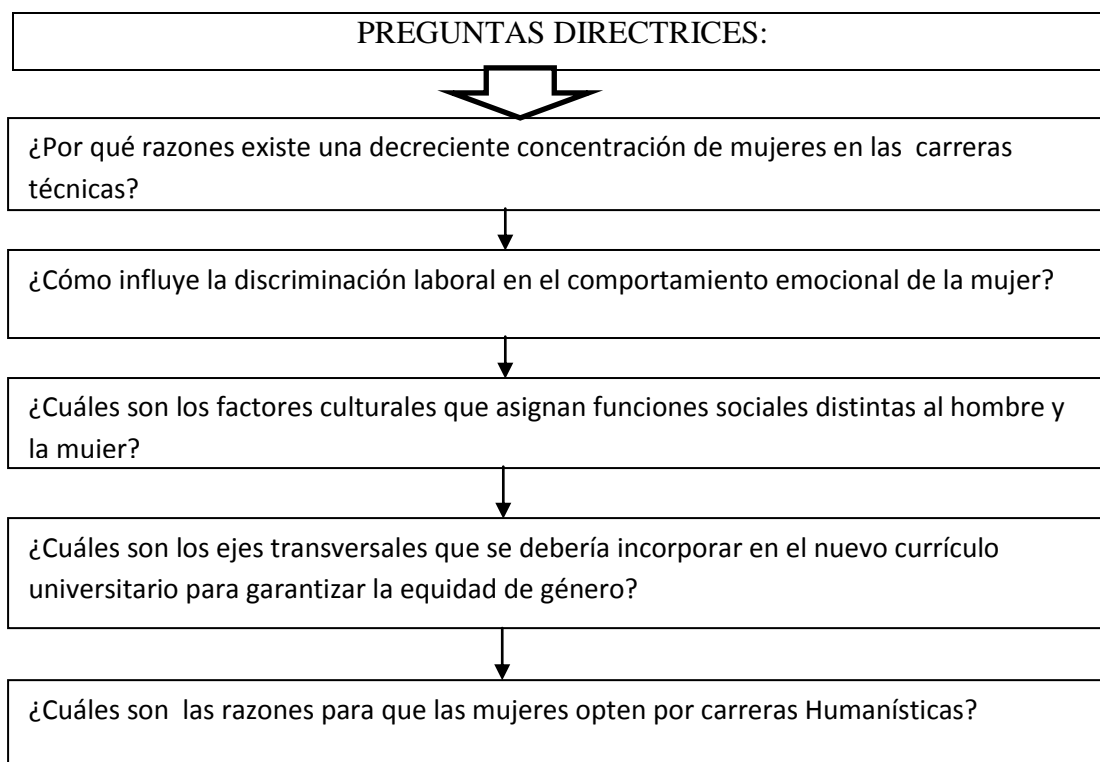 PREGUNTAS DIRECTRICES:
¿Por qué razones existe una decreciente concentración de mujeres en las carreras
técnicas?
¿Cómo influye la discriminación laboral en el comportamiento emocional de la mujer?
¿Cuáles son los factores culturales que asignan funciones sociales distintas al hombre y
la mujer?
¿Cuáles son los ejes transversales que se debería incorporar en el nuevo currículo
universitario para garantizar la equidad de género?
¿Cuáles son las razones para que las mujeres opten por carreras Humanísticas?